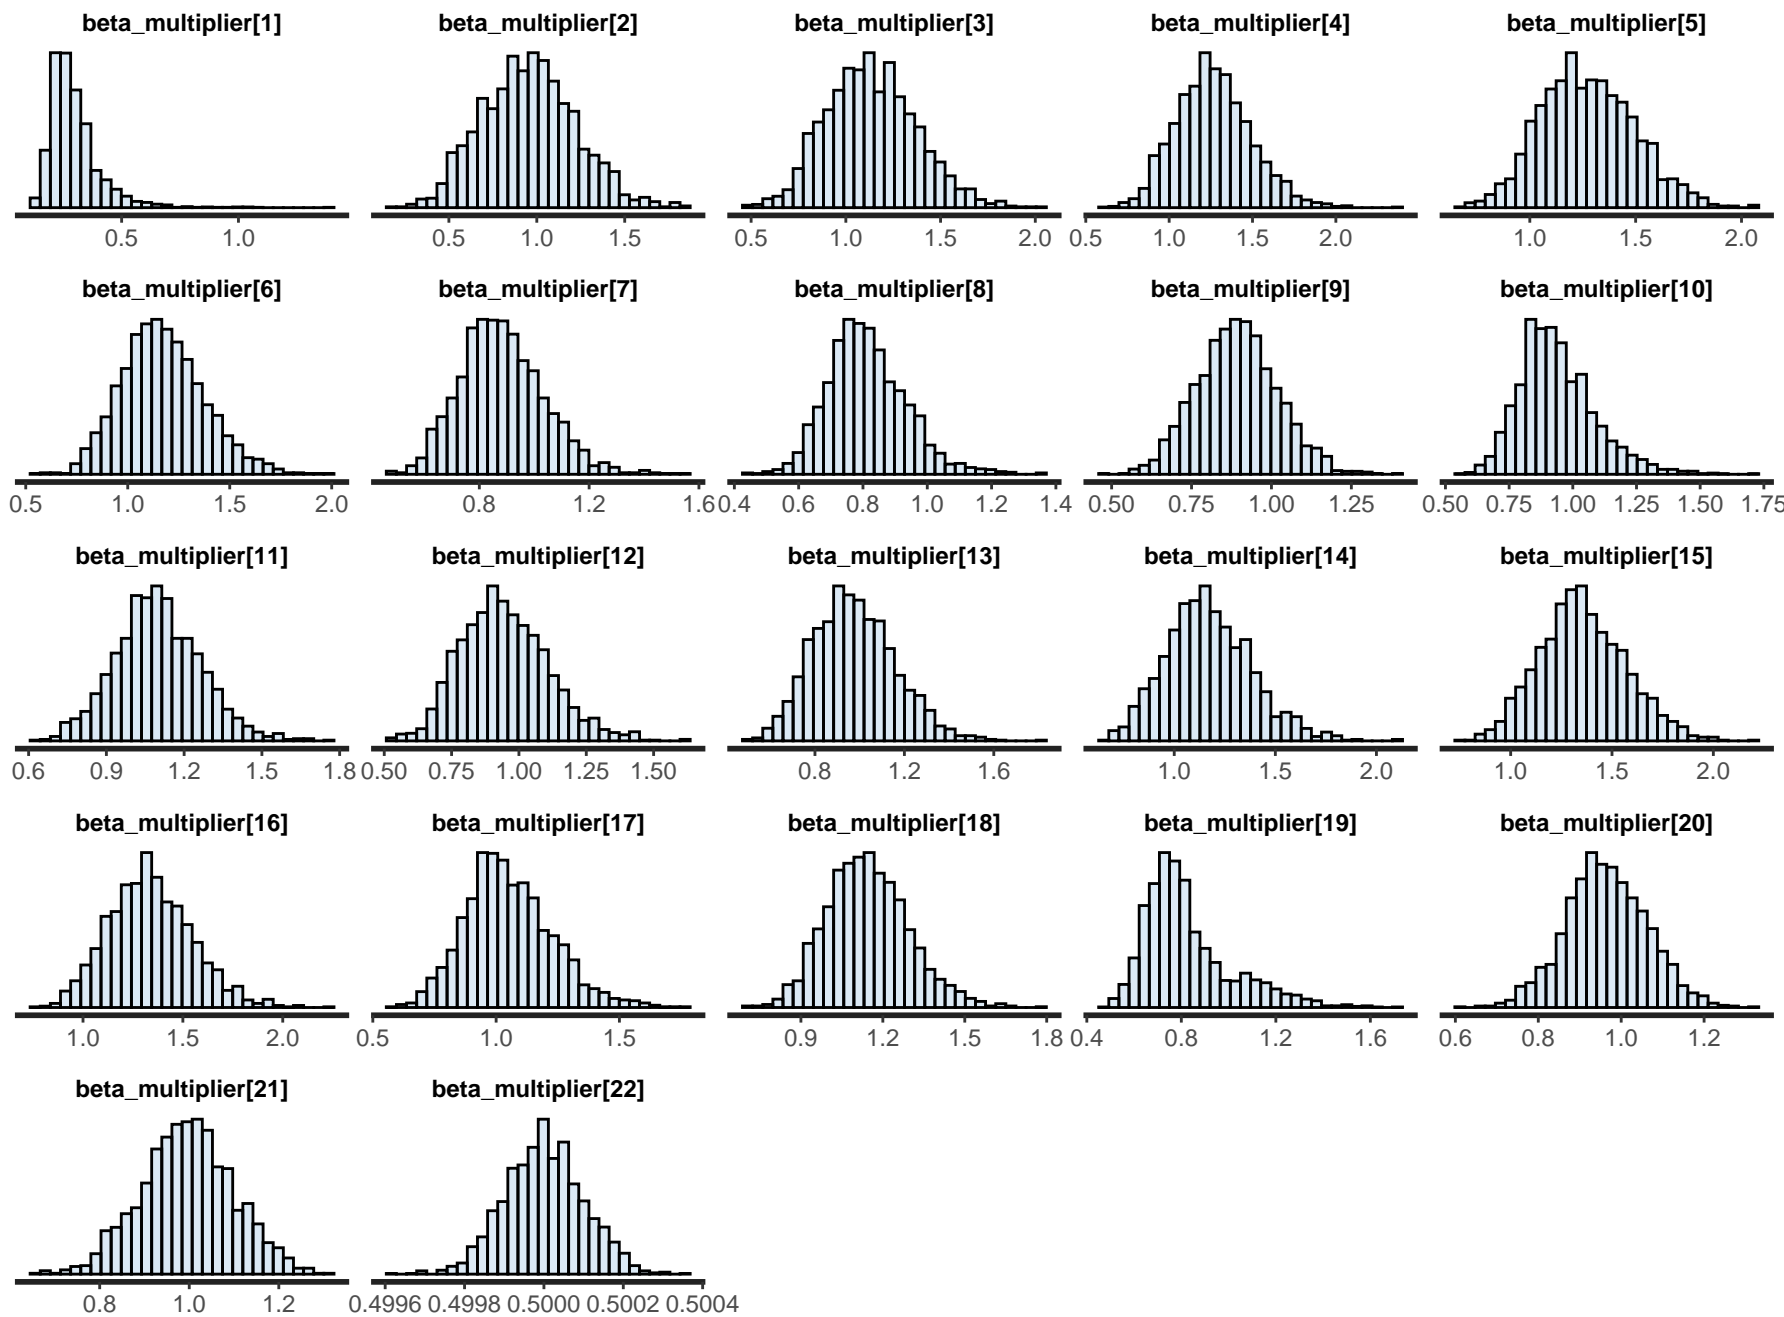 beta_multiplier[1] beta_multiplier[2] beta_multiplier[3] beta_multiplier[4] beta_multiplier[5]
0.5 1.0 0.5 1.0 1.5 0.5 1.0 1.5 2.0 0.5 1.0 1.5 2.0 1.0 1.5 2.0
beta_multiplier[6] beta_multiplier[7] beta_multiplier[8] beta_multiplier[9] beta_multiplier[10]
0.5 1.0 1.5 2.0 0.8 1.2 1.6 0.4 0.6 0.8 1.0 1.2 1.4 0.50 0.75 1.00 1.25 0.50 0.75 1.00 1.25 1.50 1.75
beta_multiplier[11] beta_multiplier[12] beta_multiplier[13] beta_multiplier[14] beta_multiplier[15]
0.6 0.9 1.2 1.5 1.8 0.50 0.75 1.00 1.25 1.50 0.8 1.2 1.6 1.0 1.5 2.0 1.0 1.5 2.0
beta_multiplier[16] beta_multiplier[17] beta_multiplier[18] beta_multiplier[19] beta_multiplier[20]
1.0 1.5 2.0 0.5 1.0 1.5 0.9 1.2 1.5 1.8 0.4 0.8 1.2 1.6 0.6 0.8 1.0 1.2
beta_multiplier[21] beta_multiplier[22]
0.8 1.0 1.2 0.4996 0.4998 0.5000 0.5002 0.5004